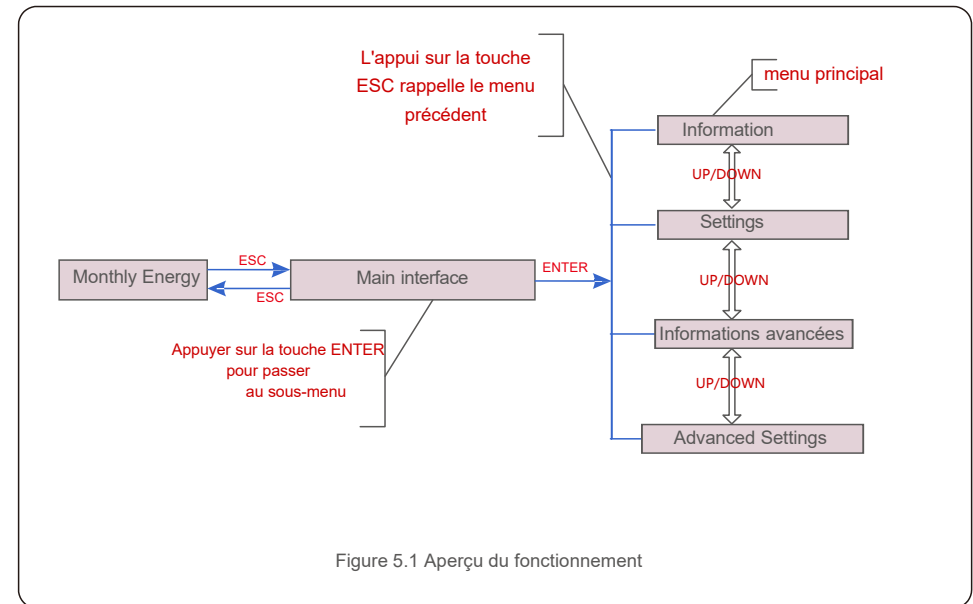 L'appui sur la touche
ESC rappelle le menu
précédent
menu principal
Information
UP/DOWN
Settings
UP/DOWN
Informations avancées
UP/DOWN
Advanced Settings
Monthly Energy
ESC
ESC
Main interface
ENTER
Appuyer sur la touche ENTER
pour passer
au sous-menu
Figure 5.1 Aperçu du fonctionnement